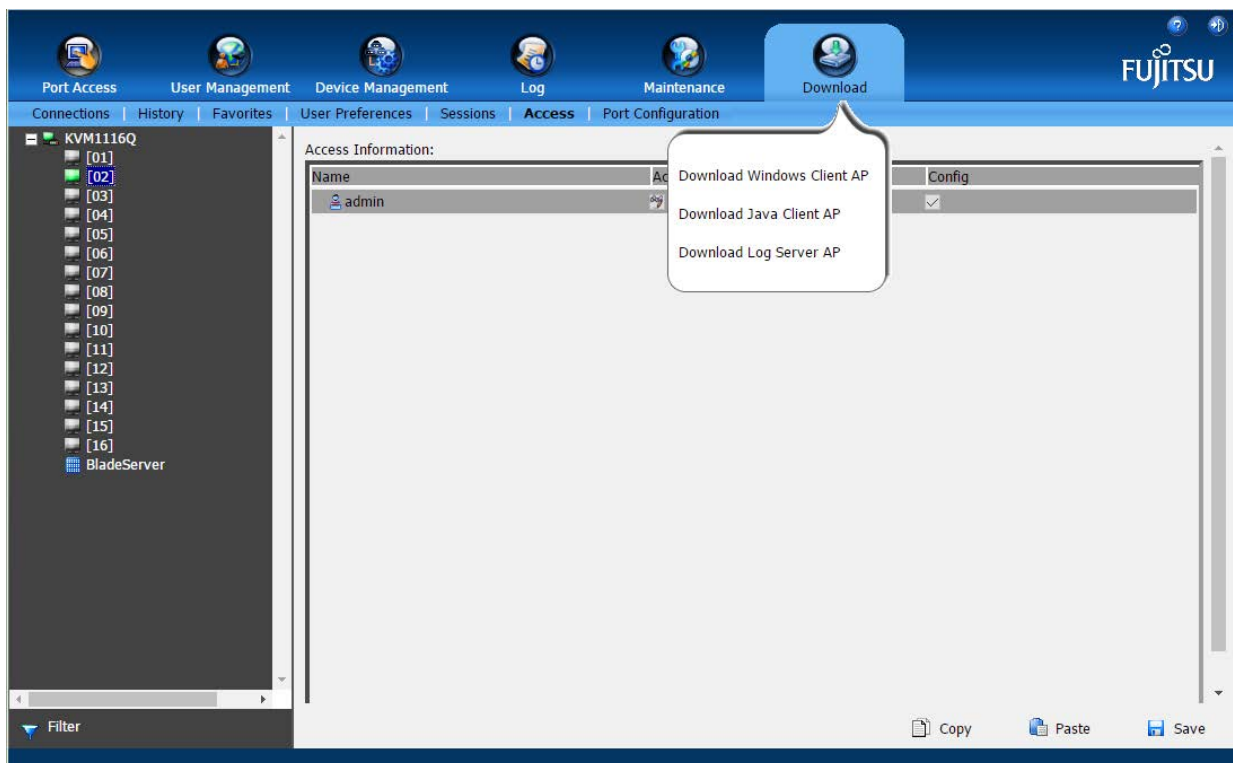 FUJITSU
Port Access User Management Device Management Log Maintenance Download
Connections | History | Favorites | User Preferences | Sessions | Access | Port Configuration
KVM1116Q
[01]
[02]
[03]
[04]
[05]
[06]
[07]
[08]
[09]
[10]
[11]
[12]
[13]
[14]
[15]
[16]
BladeServer
Filter
Access Information:
Name Ac Config
admin
Download Windows Client AP
Download Java Client AP
Download Log Server AP
Copy Paste Save